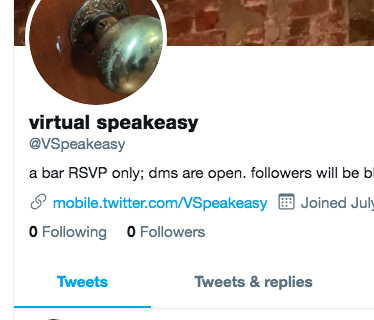 virtual speakeasy
@VSpeakeasy
a bar RSVP only; dms are open. followers will be
mobile.twitter.com/VSpeakeasy Joined July
0 Following 0 Followers
Tweets Tweets & replies